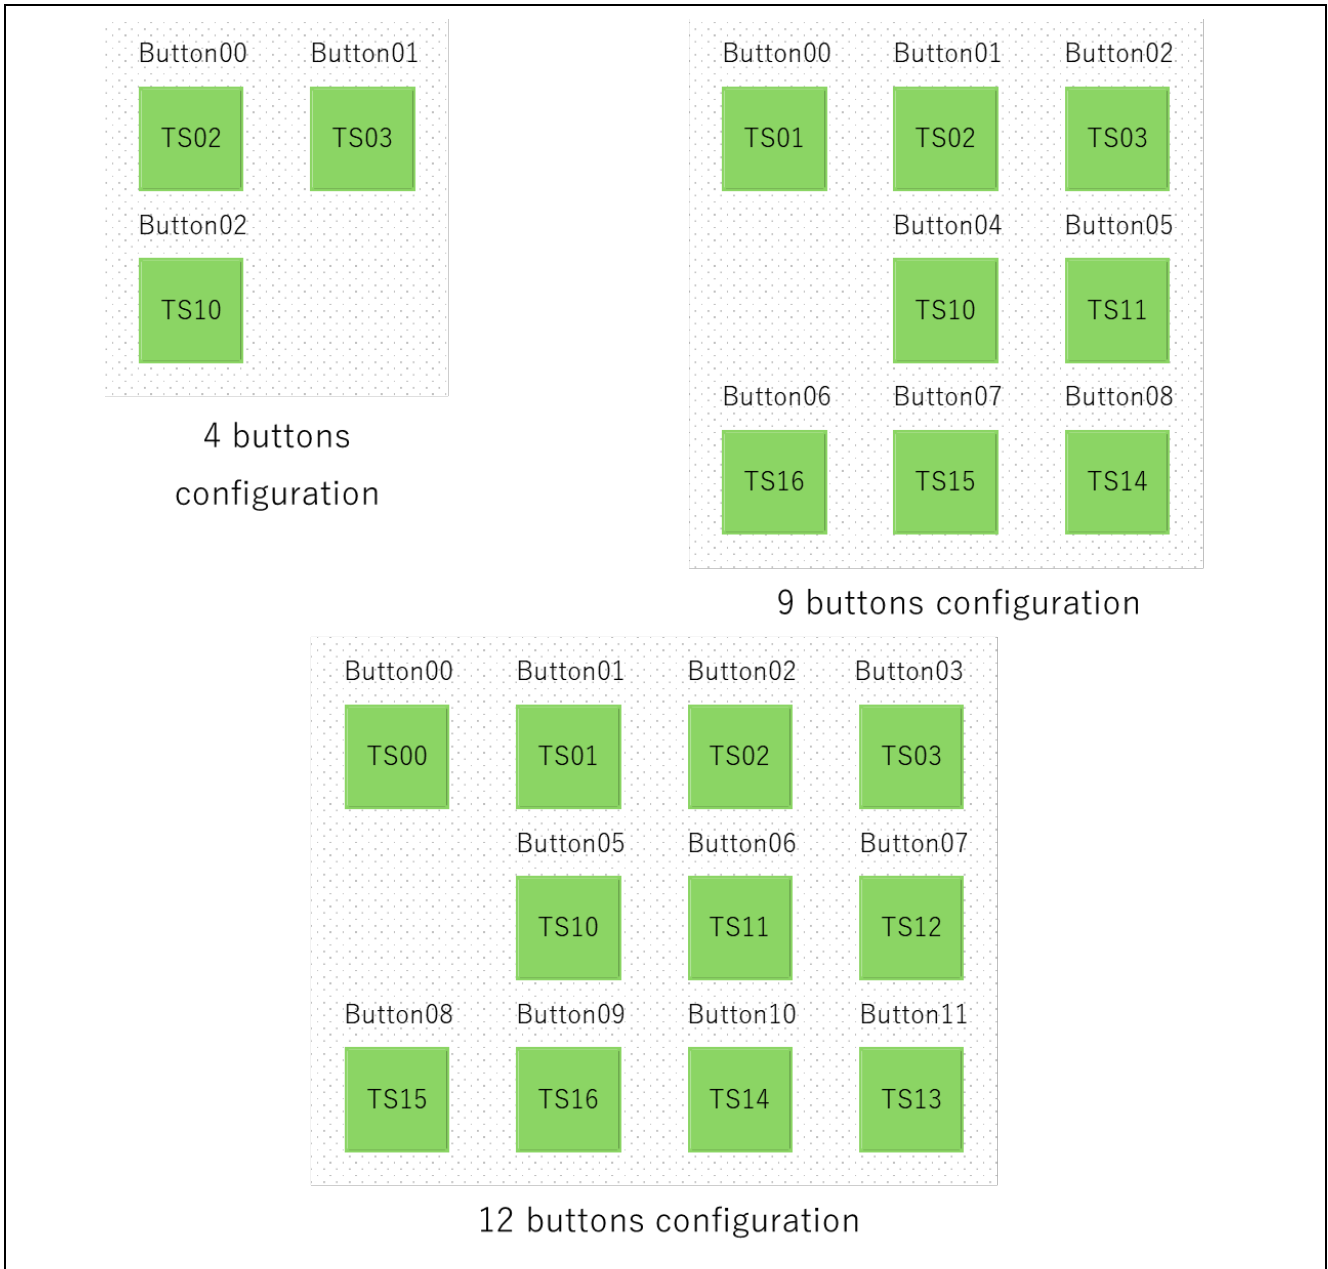 Button00 Button01
TS02 TS03
Button02
TS10
4 buttons
configuration
Button00 Button01 Button02
TS01 TS02 TS03
Button04 Button05
TS10 TS11
Button06 Button07 Button08
TS16 TS15 TS14
9 buttons configuration
Button00 Button01 Button02 Button03
TS00 TS01 TS02 TS03
Button05 Button06 Button07
TS10 TS11 TS12
Button08 Button09 Button10 Button11
TS15 TS16 TS14 TS13
12 buttons configuration